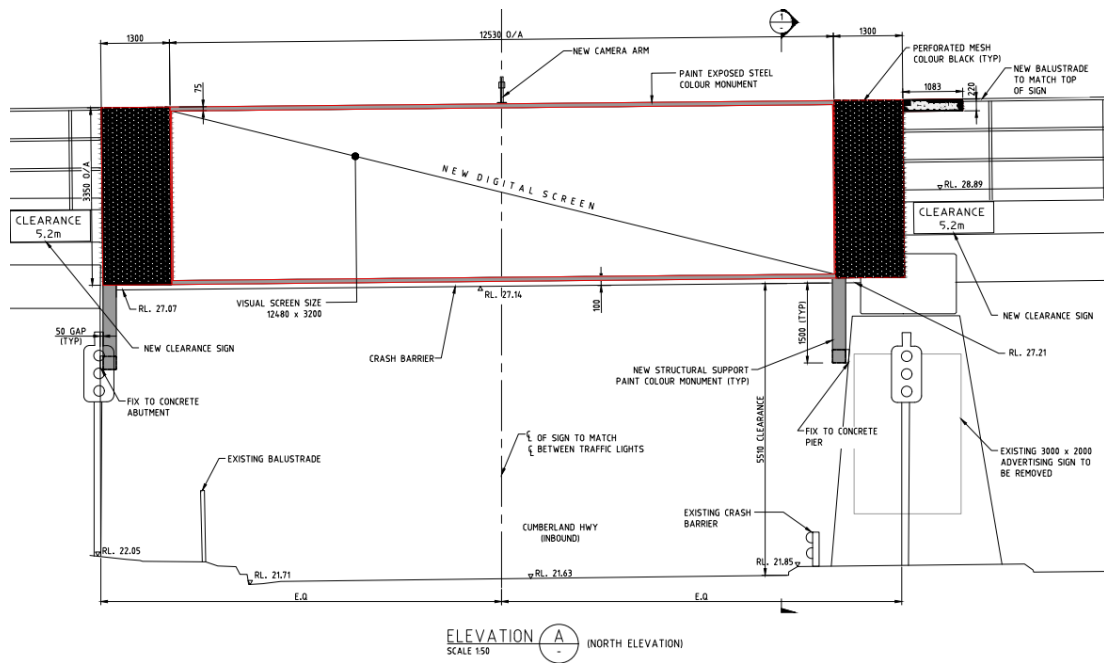 1300
12530 O/A
1
-
1300
NEW CAMERA ARM
PERFORATED MESH
COLOUR BLACK (TYP)
NEW BALUSTRADE
TO MATCH TOP
OF SIGN
PAINT EXPOSED STEEL
COLOUR MONUMENT
75
1083
220
JCDecaux
3350 O/A
NEW DIGITAL SCREEN
RL. 28.89
CLEARANCE
5.2m
CLEARANCE
5.2m
RL. 27.07
VISUAL SCREEN SIZE
12480 x 3200
RL. 27.14
100
1500 (TYP)
NEW CLEARANCE SIGN
50 GAP
(TYP)
NEW CLEARANCE SIGN
CRASH BARRIER
RL. 27.21
NEW STRUCTURAL SUPPORT
PAINT COLOUR MONUMENT (TYP)
FIX TO CONCRETE
ABUTMENT
5510 CLEARANCE
FIX TO CONCRETE
PIER
℄ OF SIGN TO MATCH
℄ BETWEEN TRAFFIC LIGHTS
EXISTING 3000 x 2000
ADVERTISING SIGN TO
BE REMOVED
EXISTING BALUSTRADE
EXISTING CRASH
BARRIER
CUMBERLAND HWY
(INBOUND)
RL. 22.05
RL. 21.71
RL. 21.63
RL. 21.85
E.Q
E.Q
ELEVATION A (NORTH ELEVATION)
SCALE 1:50 -